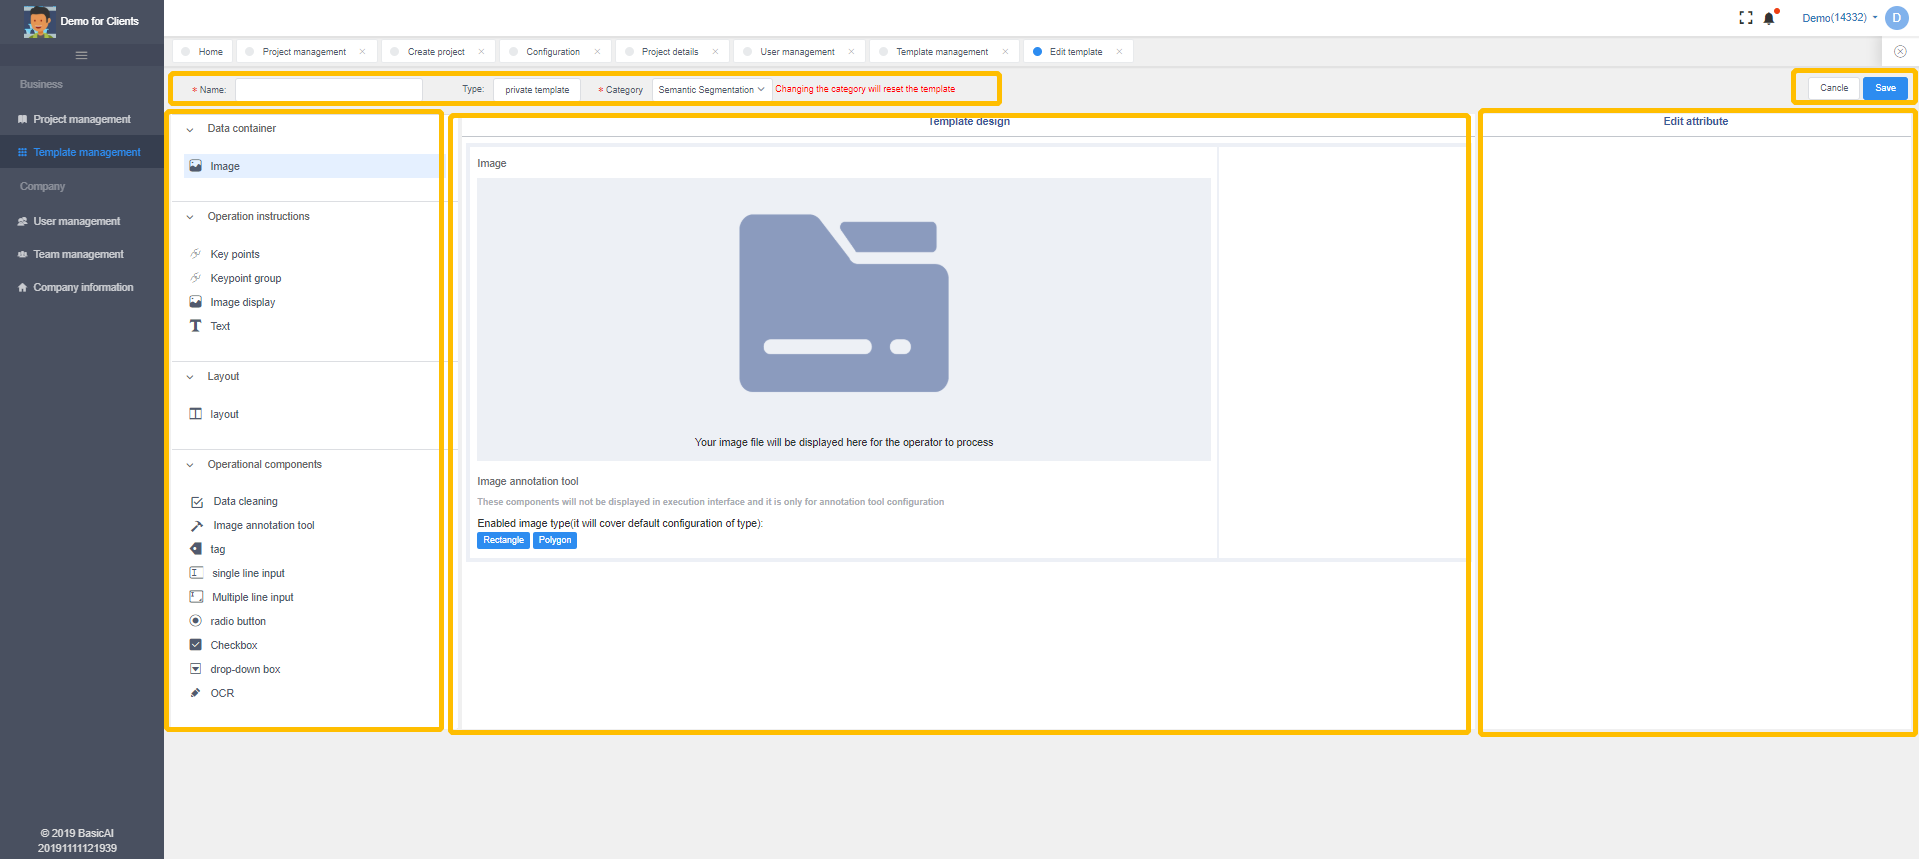 Demo for Clients
Demo(14332)
D
Home
Project management
Create project
Configuration
Project details
User management
Template management
Edit template
Business
Project management
Template management
Company
User management
Team management
Company information
© 2019 BasicAI
20191111121939
* Name:
Type:
private template
* Category
Semantic Segmentation
Changing the category will reset the template
Cancle
Save
Data container
Image
Operation instructions
Key points
Keypoint group
Image display
Text
Layout
layout
Operational components
Data cleaning
Image annotation tool
tag
single line input
Multiple line input
radio button
Checkbox
drop-down box
OCR
Template design
Image
Your image file will be displayed here for the operator to process
Image annotation tool
These components will not be displayed in execution interface and it is only for annotation tool configuration
Enabled image type(it will cover default configuration of type):
Rectangle
Polygon
Edit attribute